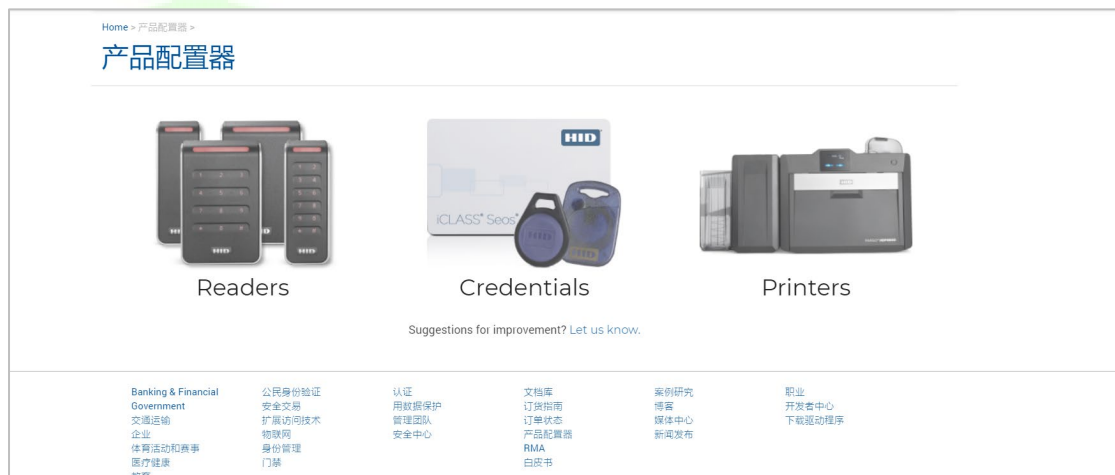 Home > 产品配置器 >
产品配置器
HID
iCLASS® Seos®
HID
HID
HID
HID
Readers
Credentials
Printers
Suggestions for improvement? Let us know.
Banking & Financial
Government
交通运输
企业
体育活动和赛事
医疗健康
公民身份验证
安全交易
扩展访问技术
物联网
身份管理
门禁
认证
用数据保护
管理团队
安全中心
文档库
订货指南
订单状态
产品配置器
RMA
白皮书
案例研究
博客
媒体中心
新闻发布
职业
开发者中心
下载驱动程序